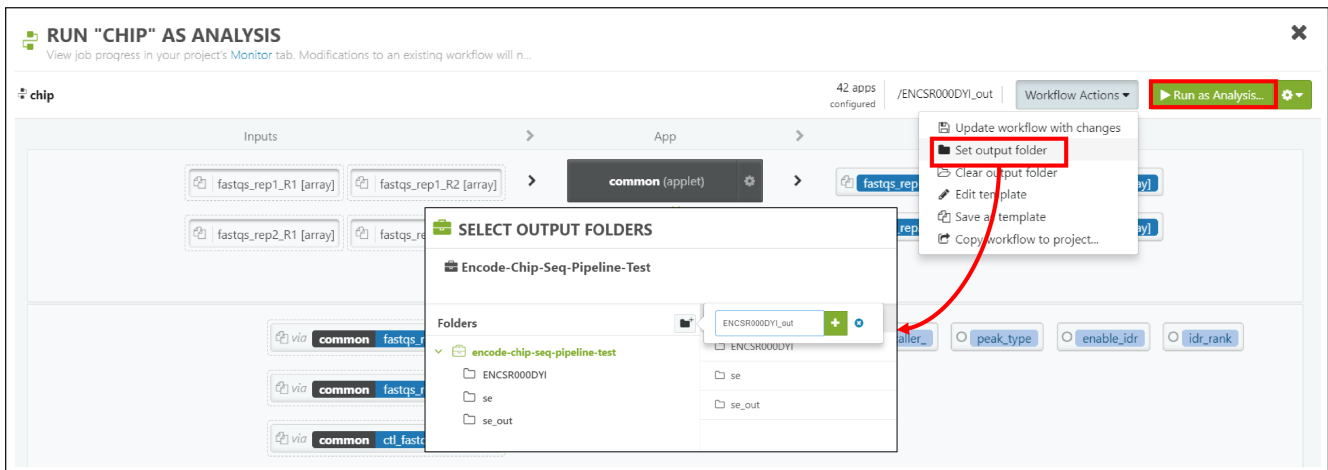 RUN "CHIP" AS ANALYSIS
View job progress in your project's Monitor tab. Modifications to an existing workflow will n...
chip
42 apps configured
/ENCSR000DYI_out
Workflow Actions
Run as Analysis...
Inputs
App
Update workflow with changes
Set output folder
Clear output folder
Edit template
Save as template
Copy workflow to project...
fastqs_rep1_R1 [array]
fastqs_rep1_R2 [array]
common (applet)
fastqs_rep
ay]
fastqs_rep2_R1 [array]
fastqs_re
_rep
ay]
SELECT OUTPUT FOLDERS
Encode-Chip-Seq-Pipeline-Test
Folders
ENCSR000DYI_out
encode-chip-seq-pipeline-test
ENCSR000DYI
se
se_out
ENCSR000DYI
se
se_out
via common fastqs_r
aller_
peak_type
enable_idr
idr_rank
via common fastqs_r
via common ctl_fastq